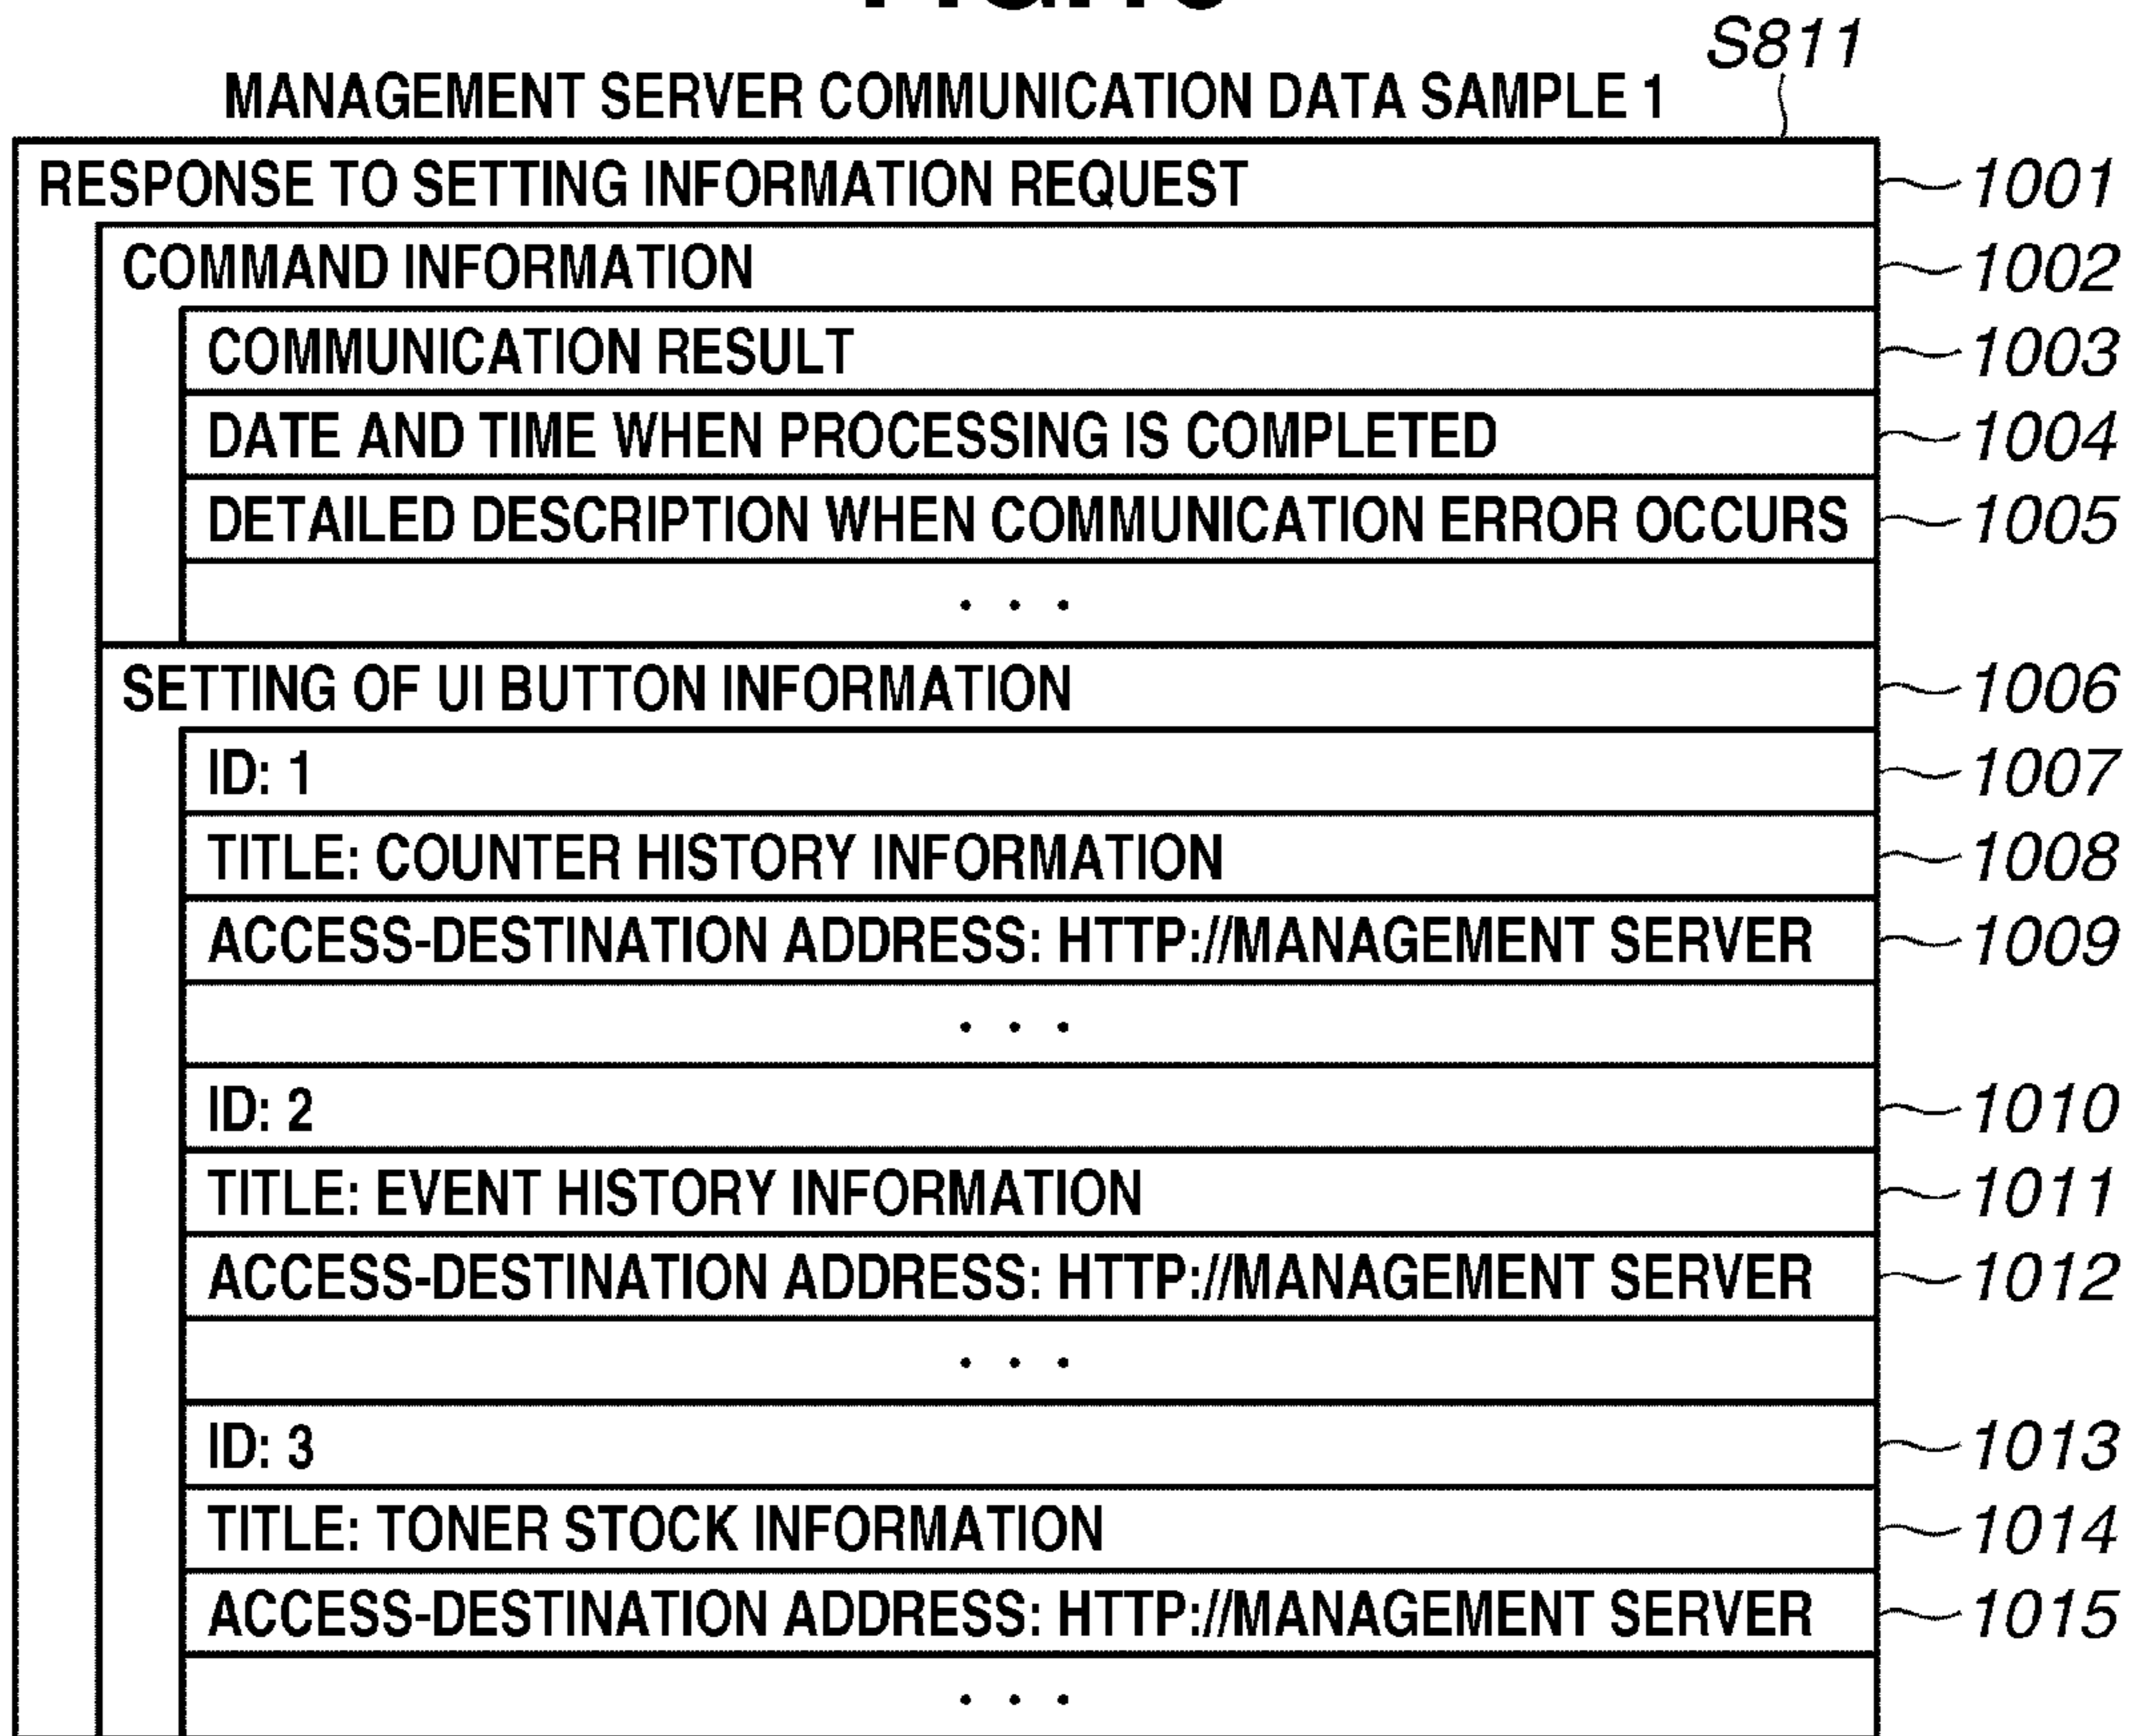 S811
MANAGEMENT SERVER COMMUNICATION DATA SAMPLE 1
RESPONSE TO SETTING INFORMATION REQUEST 1001
COMMAND INFORMATION 1002
COMMUNICATION RESULT 1003
DATE AND TIME WHEN PROCESSING IS COMPLETED 1004
DETAILED DESCRIPTION WHEN COMMUNICATION ERROR OCCURS 1005
. . .
SETTING OF UI BUTTON INFORMATION 1006
ID: 1 1007
TITLE: COUNTER HISTORY INFORMATION 1008
ACCESS-DESTINATION ADDRESS: HTTP://MANAGEMENT SERVER 1009
. . .
ID: 2 1010
TITLE: EVENT HISTORY INFORMATION 1011
ACCESS-DESTINATION ADDRESS: HTTP://MANAGEMENT SERVER 1012
. . .
ID: 3 1013
TITLE: TONER STOCK INFORMATION 1014
ACCESS-DESTINATION ADDRESS: HTTP://MANAGEMENT SERVER 1015
. . .